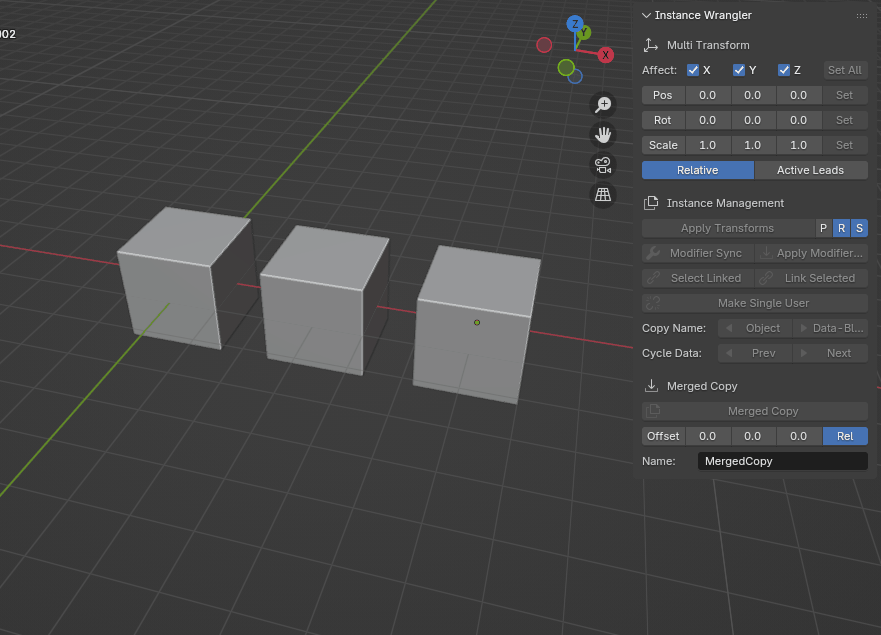 002
Z
Y
X
Instance Wrangler
Multi Transform
Affect: X Y Z Set All
Pos 0.0 0.0 0.0 Set
Rot 0.0 0.0 0.0 Set
Scale 1.0 1.0 1.0 Set
Relative Active Leads
Instance Management
Apply Transforms P R S
Modifier Sync Apply Modifier...
Select Linked Link Selected
Make Single User
Copy Name: Object Data-Bl...
Cycle Data: Prev Next
Merged Copy
Merged Copy
Offset 0.0 0.0 0.0 Rel
Name: MergedCopy